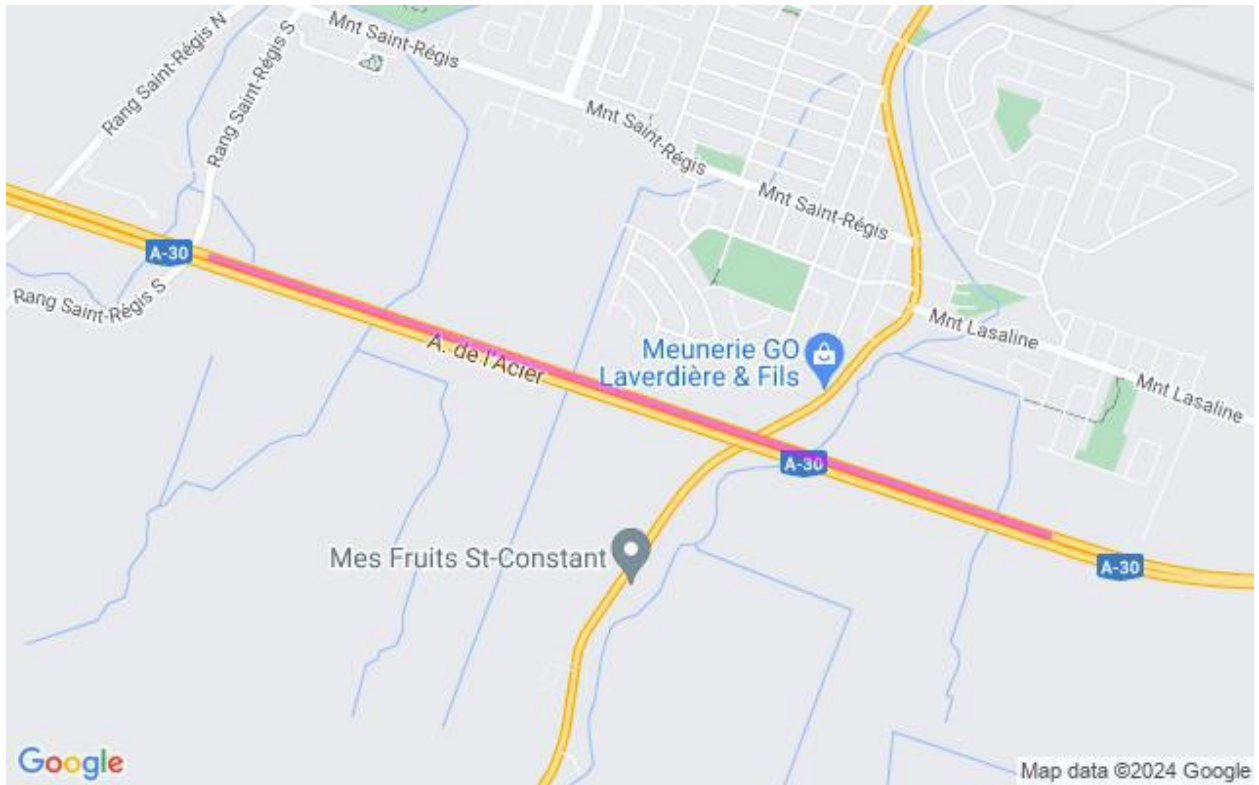 Mnt Saint-Régis
Rang Saint-Régis N
Rang Saint-Régis S
Mnt Saint-Régis
Mnt Saint-Régis
A-30
Rang Saint-Régis S
Mnt Lasaline
A. de l'Acier
Meunerie GO
Laverdière & Fils
Mnt Lasaline
A-30
Mes Fruits St-Constant
A-30
Google
Map data ©2024 Google